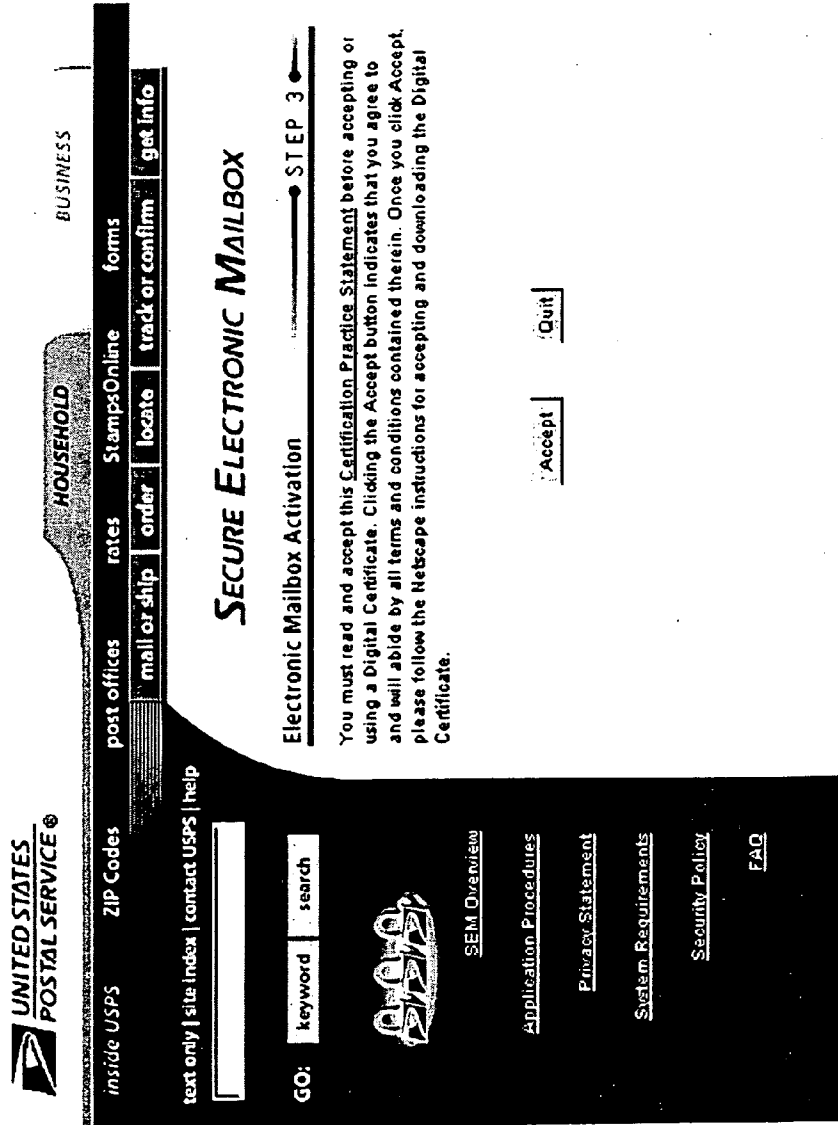 UNITED STATES
POSTAL SERVICE®
HOUSEHOLD
BUSINESS
inside USPS
ZIP Codes
post offices
rates
StampsOnline
forms
mail or ship
order
locate
track or confirm
get info
text only | site index | contact USPS | help
GO:
keyword
search
SEM Overview
Application Procedures
Privacy Statement
System Requirements
Security Policy
FAQ
SECURE ELECTRONIC MAILBOX
Electronic Mailbox Activation
STEP 3
You must read and accept this Certification Practice Statement before accepting or
using a Digital Certificate. Clicking the Accept button indicates that you agree to
and will abide by all terms and conditions contained therein. Once you click Accept,
please follow the Netscape instructions for accepting and downloading the Digital
Certificate.
Accept
Quit